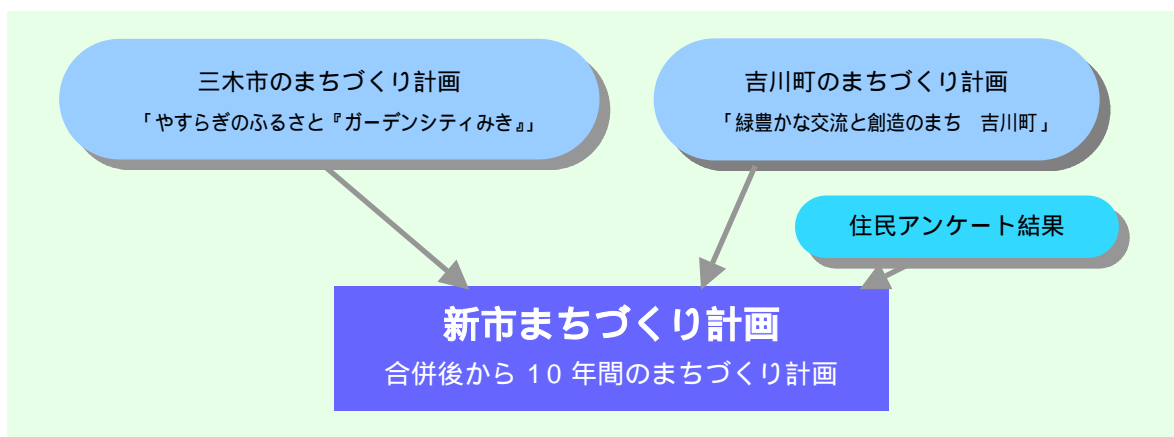 三木市のまちづくり計画
「やすらぎのふるさと『ガーデンシティみき』」
吉川町のまちづくり計画
「緑豊かな交流と創造のまち　吉川町」
住民アンケート結果
新市まちづくり計画
合併後から 10 年間のまちづくり計画